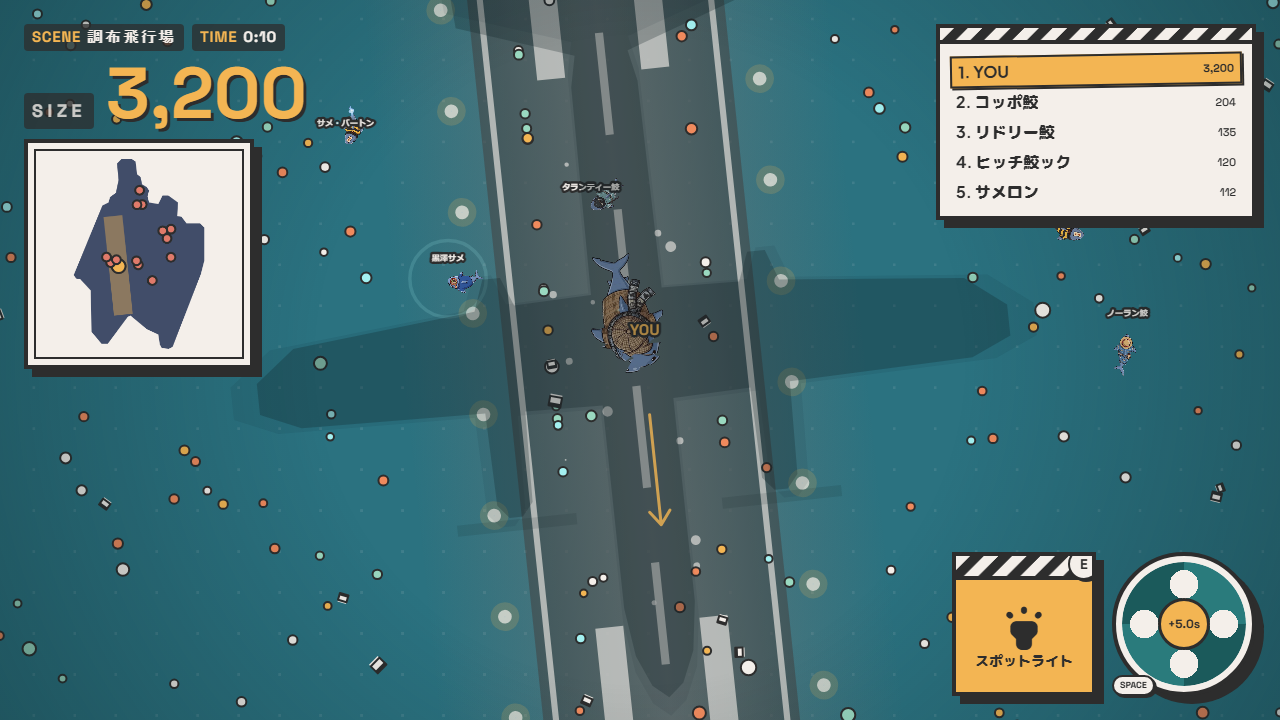 SCENE 調布飛行場 TIME 0:10
SIZE 3,200
サメ・バートン
タランティー鮫
黒澤サメ
YOU
ノーラン鮫
1. YOU 3,200
2. コッポ鮫 204
3. リドリー鮫 135
4. ヒッチ鮫ック 120
5. サメロン 112
E
スポットライト
+5.0s
SPACE